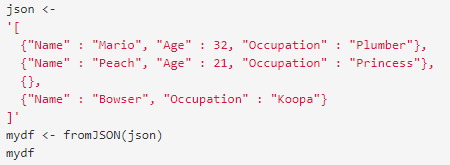 json <-
'[
  {"Name" : "Mario", "Age" : 32, "Occupation" : "Plumber"},
  {"Name" : "Peach", "Age" : 21, "Occupation" : "Princess"},
  {},
  {"Name" : "Bowser", "Occupation" : "Koopa"}
]'
mydf <- fromJSON(json)
mydf